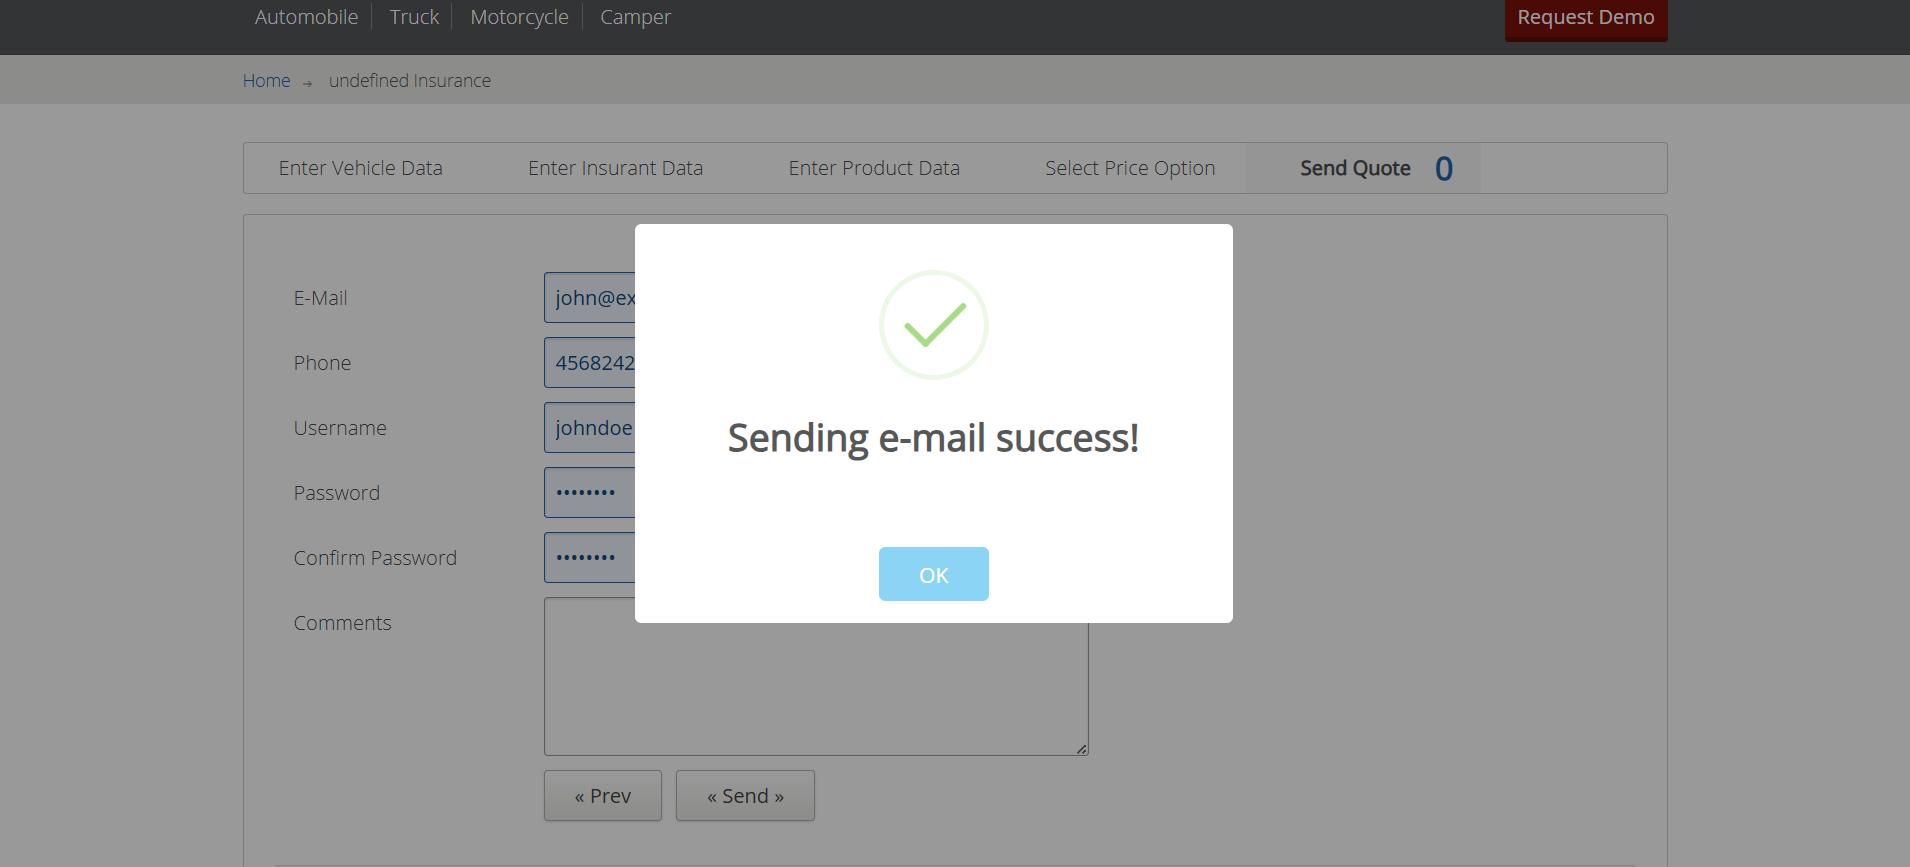 Automobile Truck Motorcycle Camper Request Demo
Home → undefined Insurance
Enter Vehicle Data Enter Insurant Data Enter Product Data Select Price Option Send Quote 0
E-Mail john@ex
Phone 4568242
Username johndoe
Password ••••••••
Confirm Password ••••••••
Comments
Sending e-mail success!
OK
« Prev « Send »